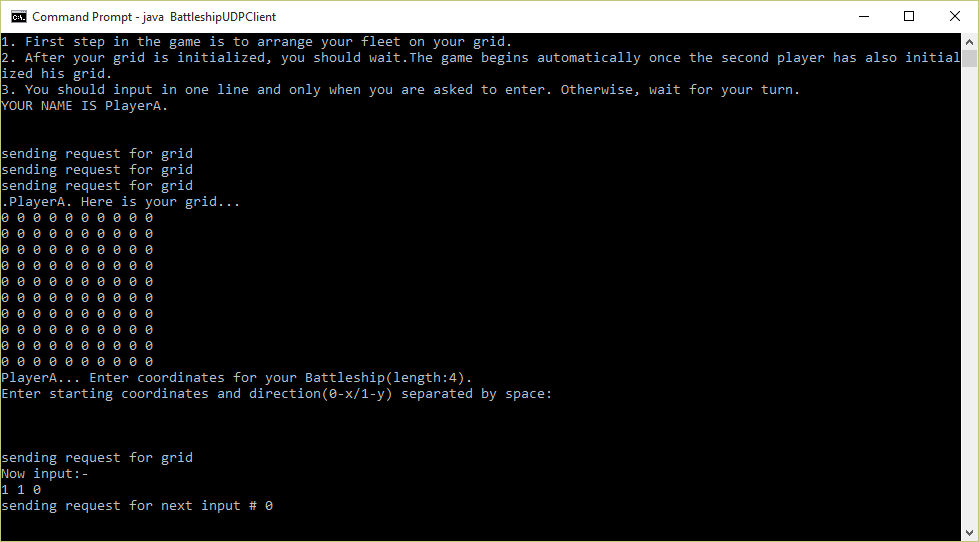 Command Prompt - java  BattleshipUDPClient
1. First step in the game is to arrange your fleet on your grid.
2. After your grid is initialized, you should wait.The game begins automatically once the second player has also initial
ized his grid.
3. You should input in one line and only when you are asked to enter. Otherwise, wait for your turn.
YOUR NAME IS PlayerA.
sending request for grid
sending request for grid
sending request for grid
.PlayerA. Here is your grid...
0 0 0 0 0 0 0 0 0 0
0 0 0 0 0 0 0 0 0 0
0 0 0 0 0 0 0 0 0 0
0 0 0 0 0 0 0 0 0 0
0 0 0 0 0 0 0 0 0 0
0 0 0 0 0 0 0 0 0 0
0 0 0 0 0 0 0 0 0 0
0 0 0 0 0 0 0 0 0 0
0 0 0 0 0 0 0 0 0 0
0 0 0 0 0 0 0 0 0 0
PlayerA... Enter coordinates for your Battleship(length:4).
Enter starting coordinates and direction(0-x/1-y) separated by space:
sending request for grid
Now input:-
1 1 0
sending request for next input # 0